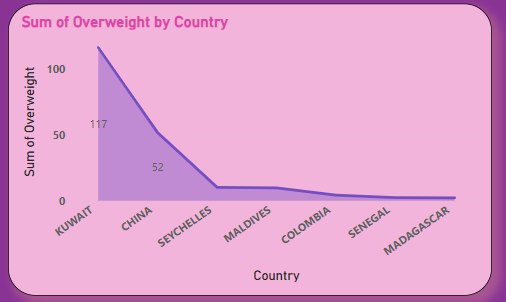 Sum of Overweight by Country
Sum of Overweight
100
50
0
117
52
KUWAIT
CHINA
SEYCHELLES
MALDIVES
COLOMBIA
SENEGAL
MADAGASCAR
Country